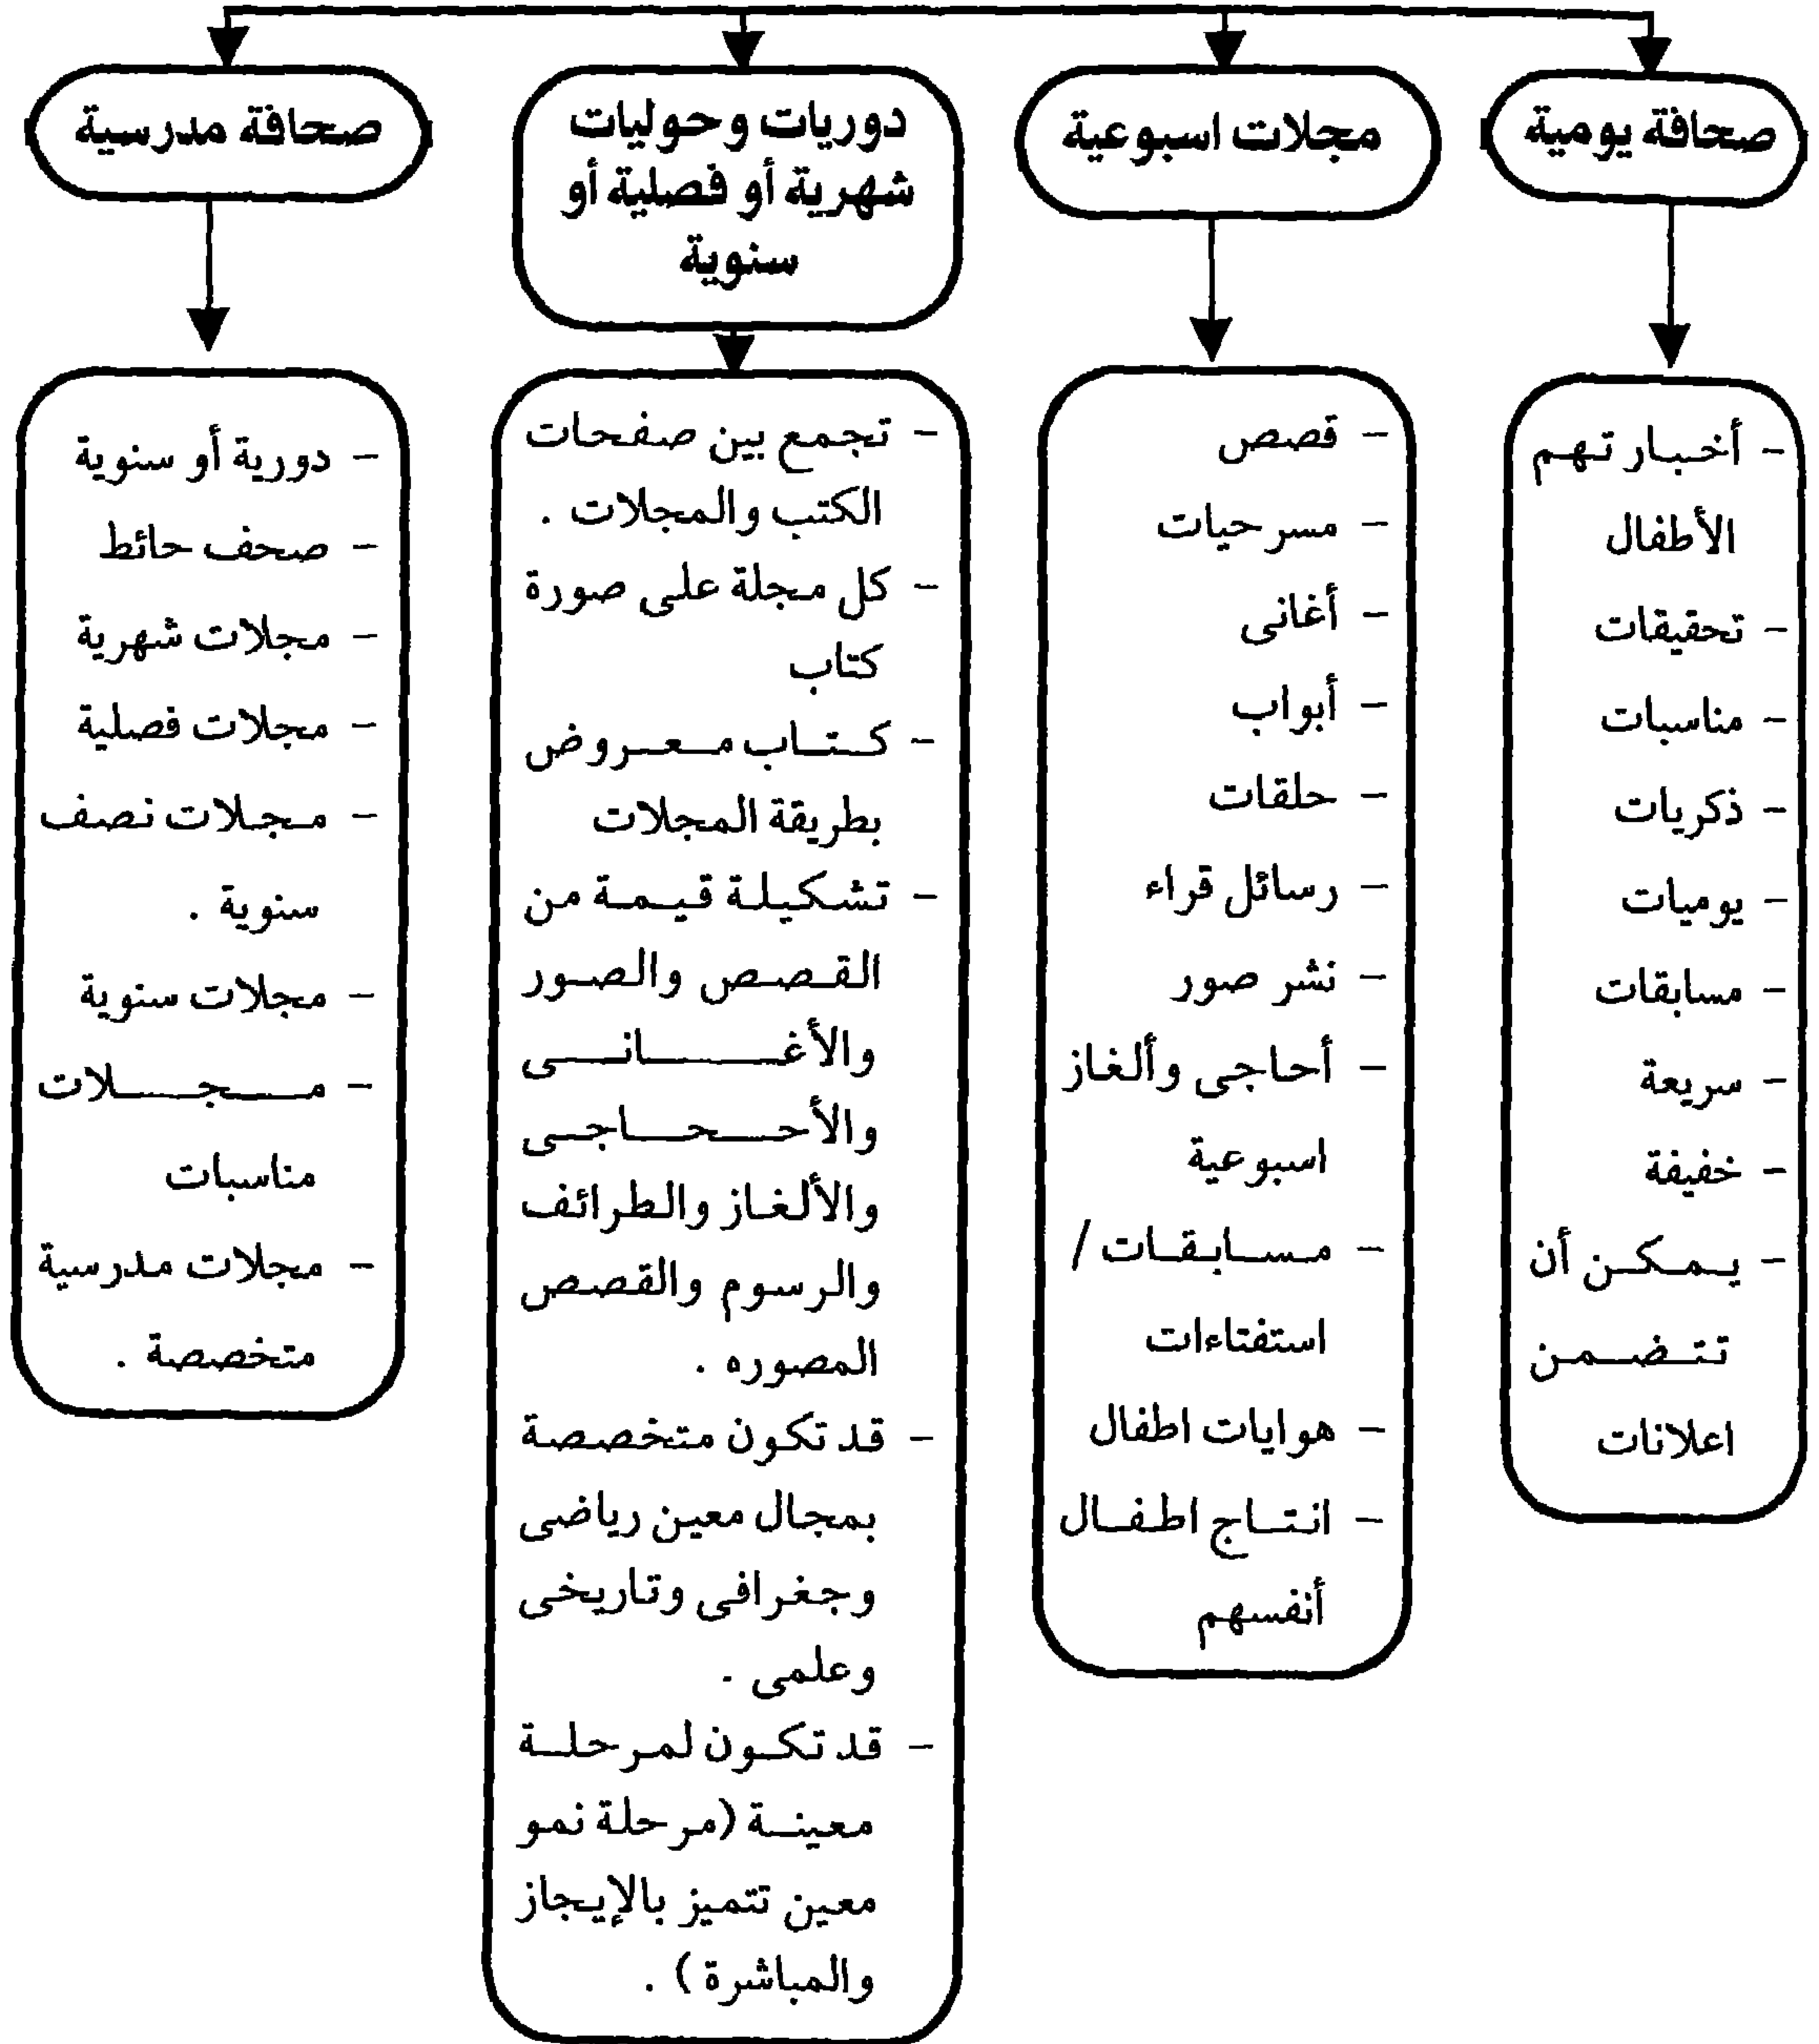 صحافة يومية
مجلات اسبوعية
دوريات وحوليات
شهرية أو فصلية أو
سنوية
صحافة مدرسية
- أخبار تهم
الأطفال
- تحقيقات
- مناسبات
- ذكريات
- يوميات
- مسابقات
- سريعة
- خفيفة
- يمكن أن
تتضمن
اعلانات
- قصص
- مسرحيات
- أغانى
- أبواب
- حلقات
- رسائل قراء
- نشر صور
- أحاجى وألغاز
اسبوعية
- مسابقات /
استفتاءات
- هوايات اطفال
- انتاج اطفال
أنفسهم
- تجمع بين صفحات
الكتب والمجلات .
- كل مجلة على صورة
كتاب
- كتاب معروض
بطريقة المجلات
- تشكيلة قيمة من
القصص والصور
والأغانى
والأححاجى
والألغاز والطرائف
والرسوم والقصص
المصوره .
- قد تكون متخصصة
بمجال معين رياضى
وجغرافى وتاريخى
وعلمى .
- قد تكون لمرحلة
معينة (مرحلة نمو
معين تتميز بالإيجاز
والمباشرة ) .
- دورية أو سنوية
- صحف حائط
- مجلات شهرية
- مجلات فصلية
- مجلات نصف
سنوية .
- مجلات سنوية
- مجلات
مناسبات
- مجلات مدرسية
متخصصة .